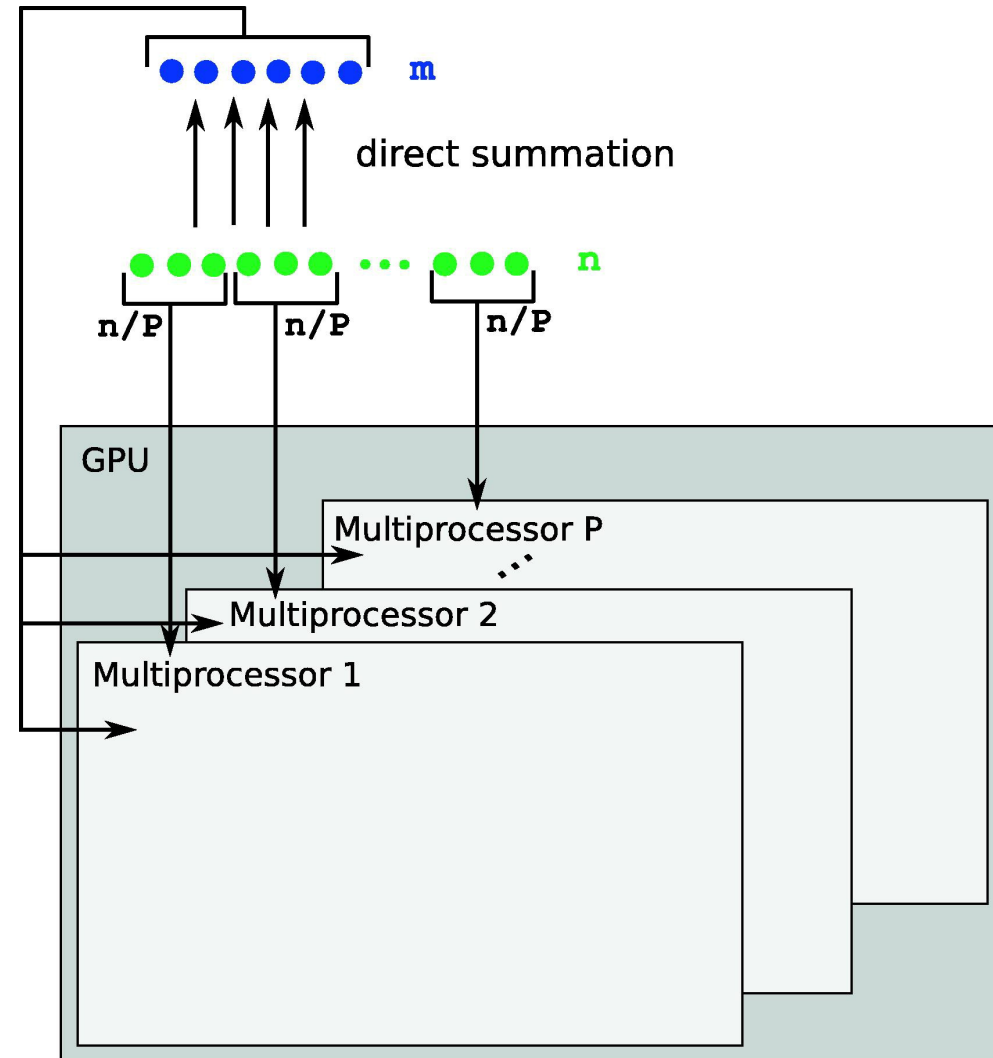 m
direct summation
n
n/P
n/P
n/P
GPU
Multiprocessor P
Multiprocessor 2
Multiprocessor 1